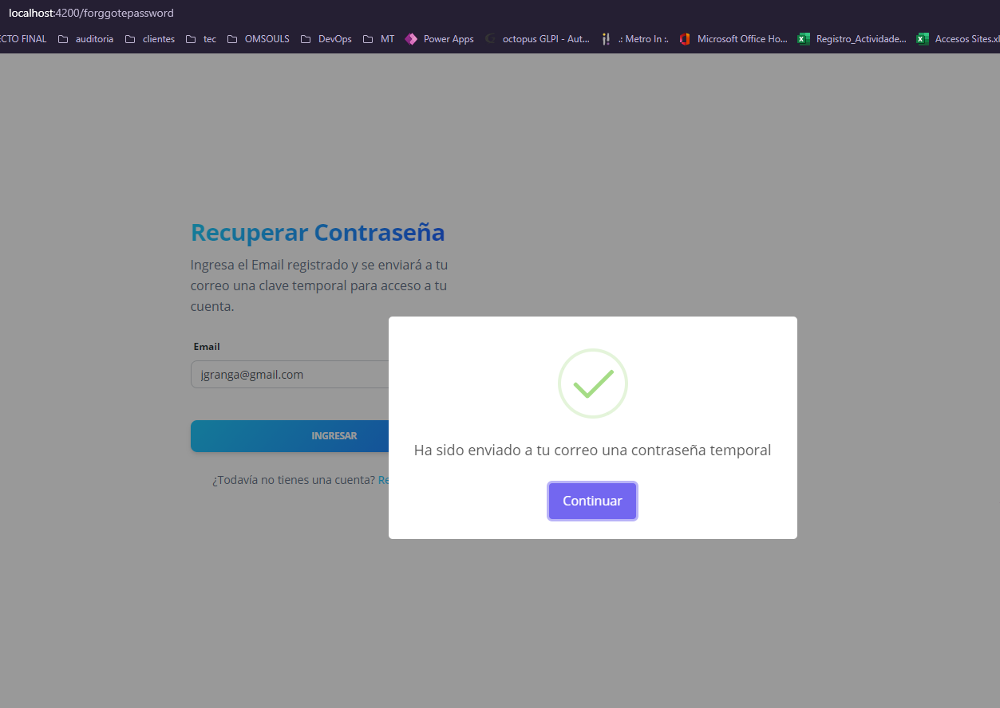 localhost:4200/forggotepassword
ECTO FINAL auditoria clientes tec OMSOULS DevOps MT Power Apps octopus GLPI - Aut... .: Metro In :. Microsoft Office Ho... Registro_Actividade... Accesos Sites.xl
Recuperar Contraseña
Ingresa el Email registrado y se enviará a tu
correo una clave temporal para acceso a tu
cuenta.
Email
jgranga@gmail.com
INGRESAR
¿Todavía no tienes una cuenta? Re
Ha sido enviado a tu correo una contraseña temporal
Continuar